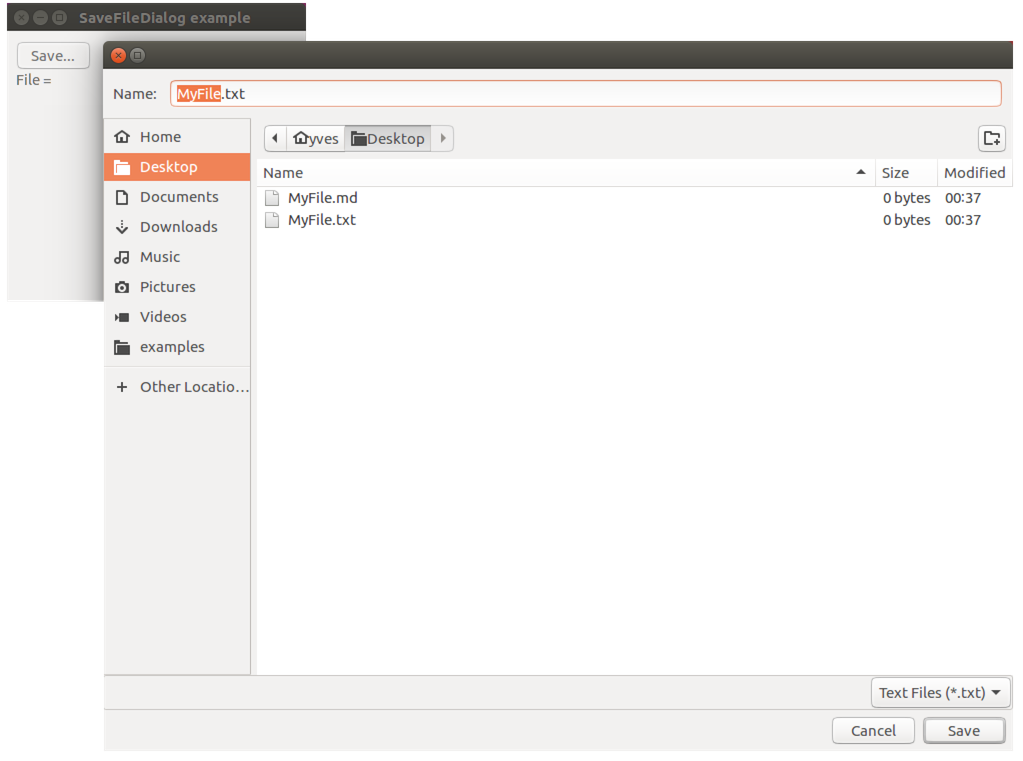 SaveFileDialog example
Save...
File =
Name: MyFile.txt
Home
Desktop
Documents
Downloads
Music
Pictures
Videos
examples
Other Locatio...
yves Desktop
Name Size Modified
MyFile.md 0 bytes 00:37
MyFile.txt 0 bytes 00:37
Text Files (*.txt)
Cancel Save